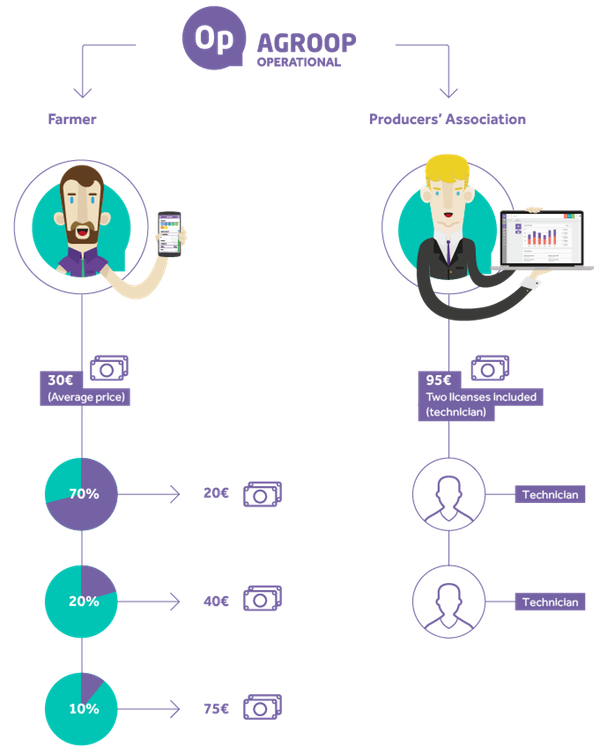 Op AGROOP
OPERATIONAL
Farmer
Producers' Association
30€
(Average price)
95€
Two licenses included
(technician)
70%
20€
Technician
20%
40€
Technician
10%
75€